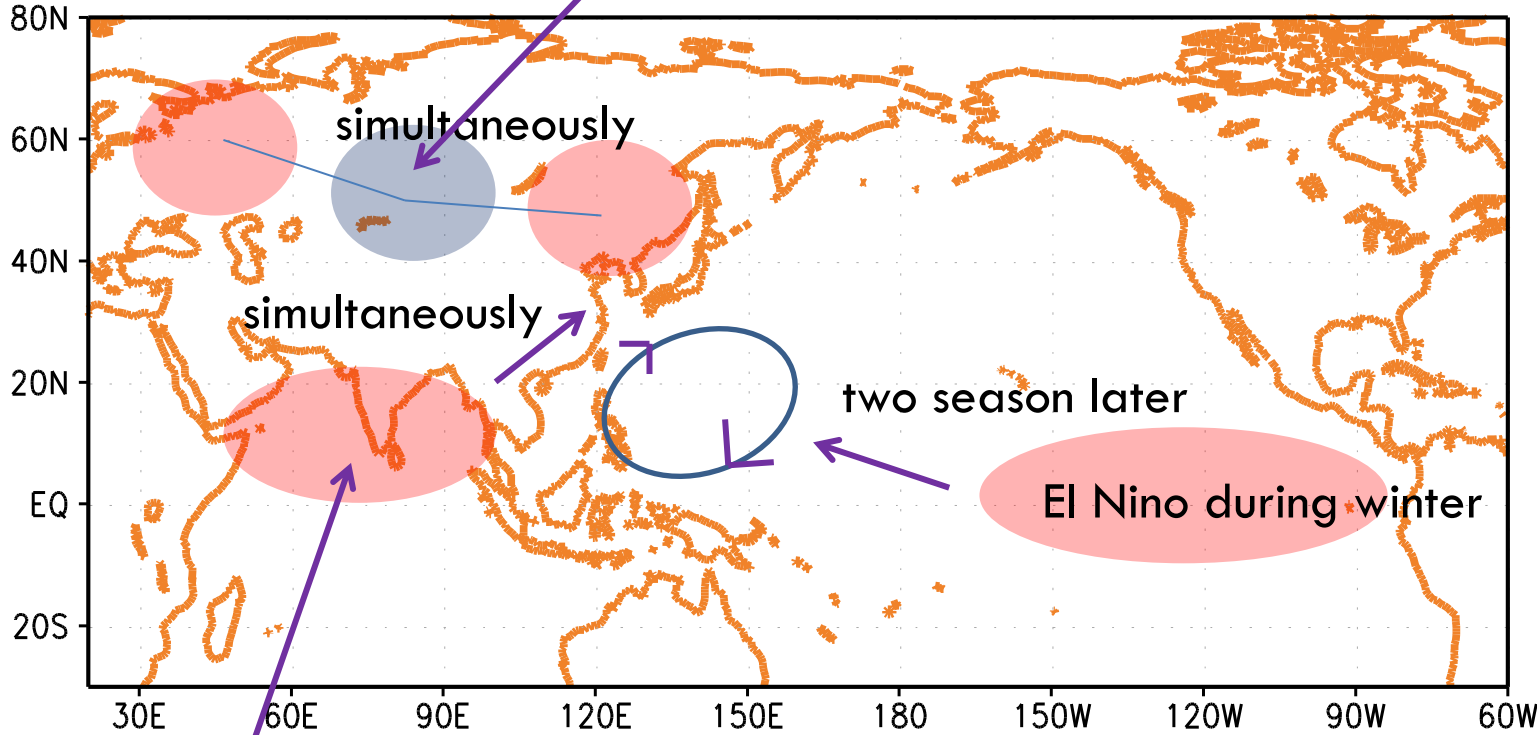 80N
simultaneously
60N
40N
simultaneously
20N
two season later
EQ
El Nino during winter
20S
30E 60E 90E 120E 150E 180 150W 120W 90W 60W